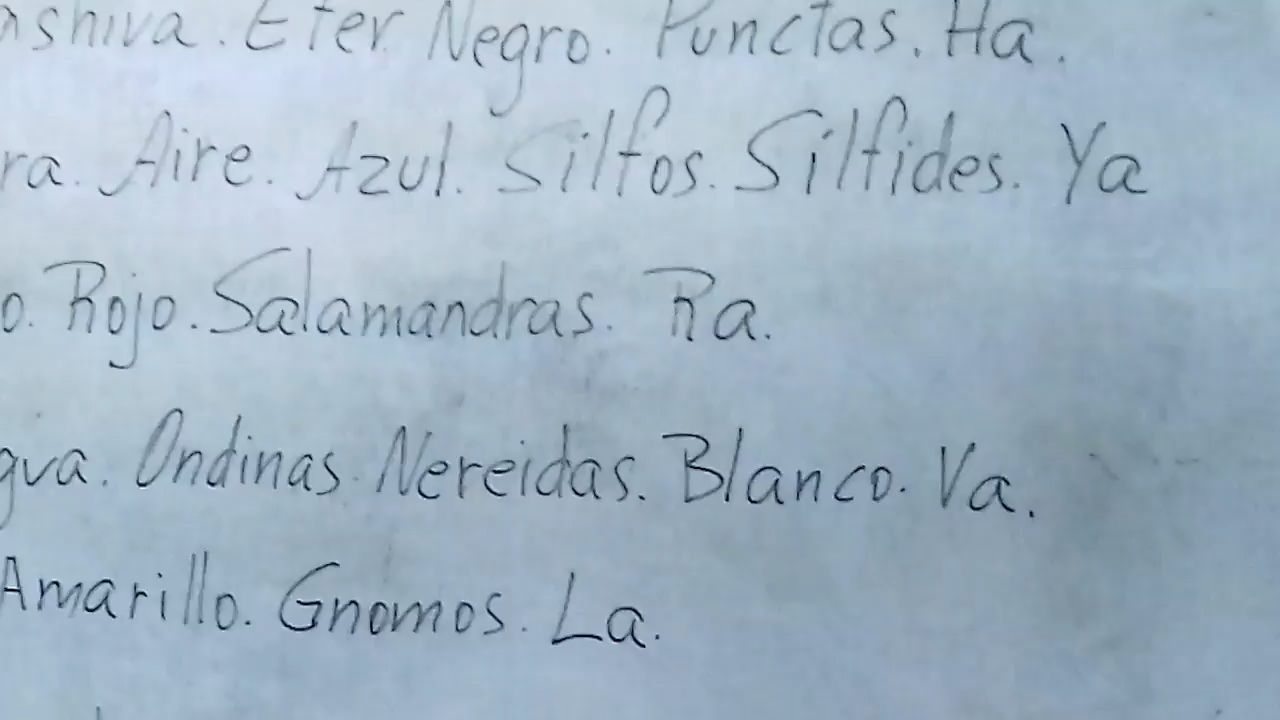 ashiva. Eter Negro. Punctas. Ha.
ra. Aire. Azul. Silfos. Silfides. Ya
o. Rojo. Salamandras. Ra.
gua. Ondinas. Nereidas. Blanco. Va.
Amarillo. Gnomos. La.